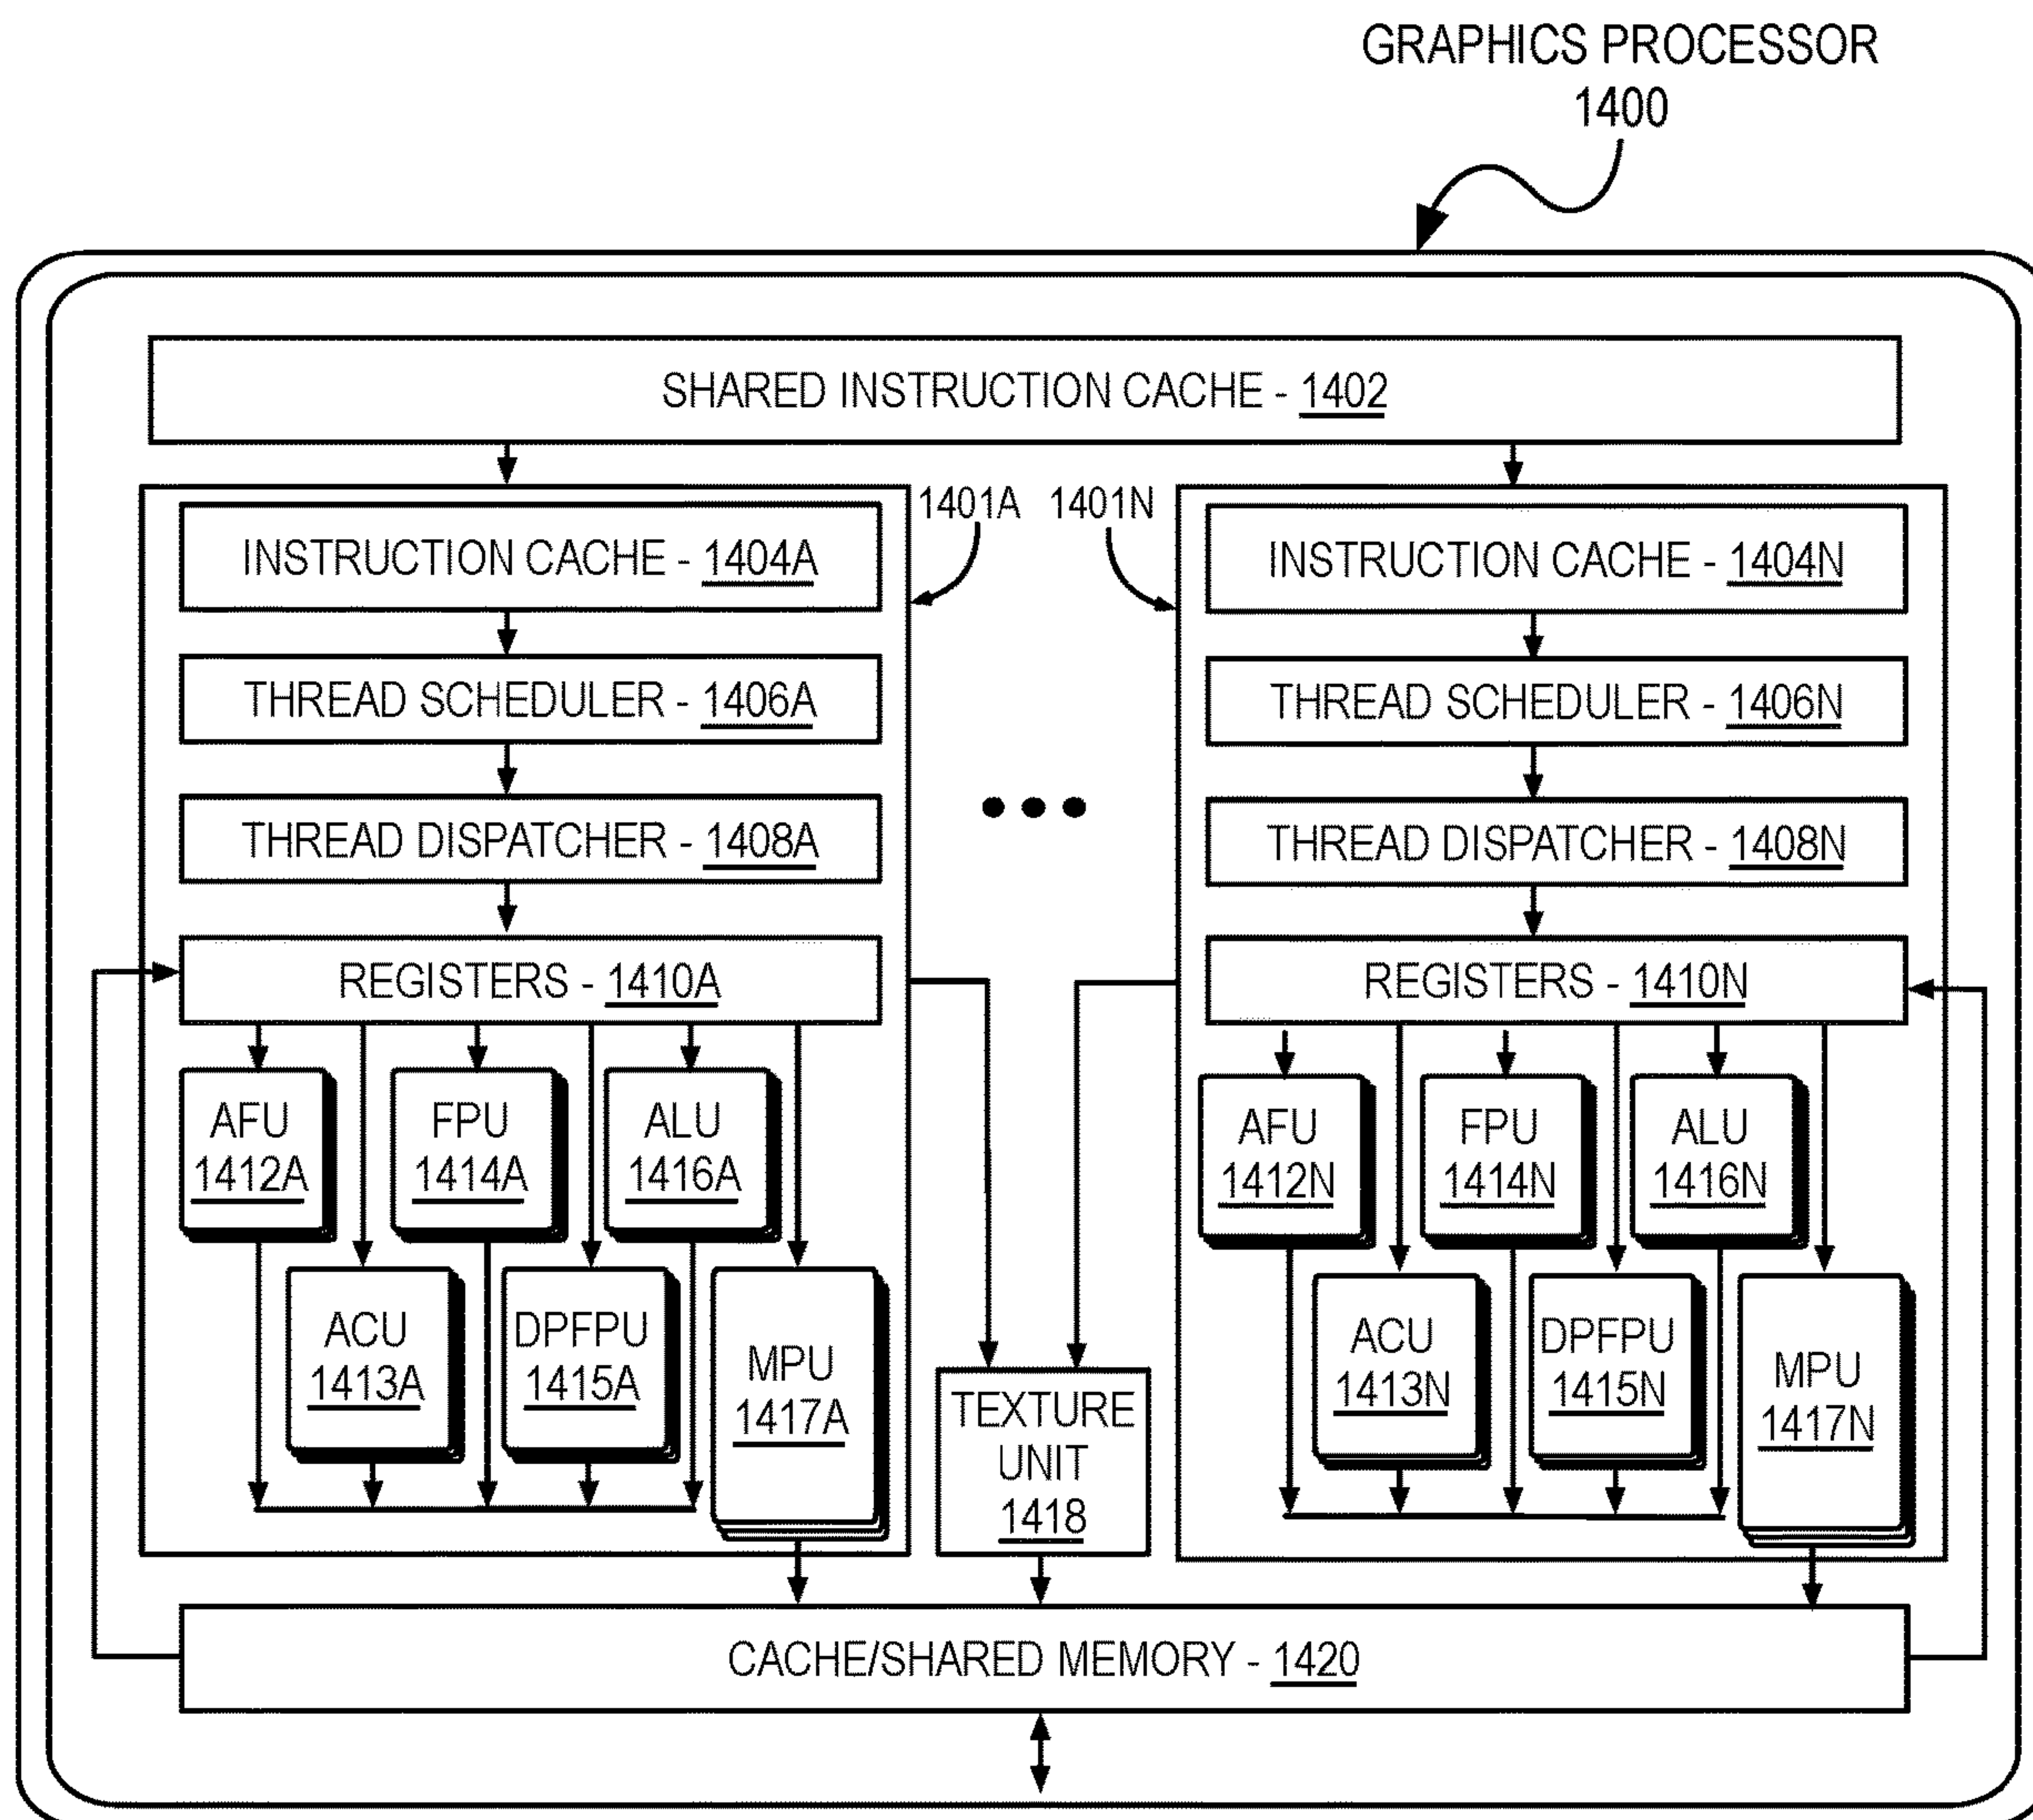 GRAPHICS PROCESSOR
1400
SHARED INSTRUCTION CACHE - 1402
1401A
1401N
INSTRUCTION CACHE - 1404A
THREAD SCHEDULER - 1406A
THREAD DISPATCHER - 1408A
REGISTERS - 1410A
AFU
1412A
FPU
1414A
ALU
1416A
ACU
1413A
DPFPU
1415A
MPU
1417A
INSTRUCTION CACHE - 1404N
THREAD SCHEDULER - 1406N
THREAD DISPATCHER - 1408N
REGISTERS - 1410N
AFU
1412N
FPU
1414N
ALU
1416N
ACU
1413N
DPFPU
1415N
MPU
1417N
TEXTURE
UNIT
1418
CACHE/SHARED MEMORY - 1420